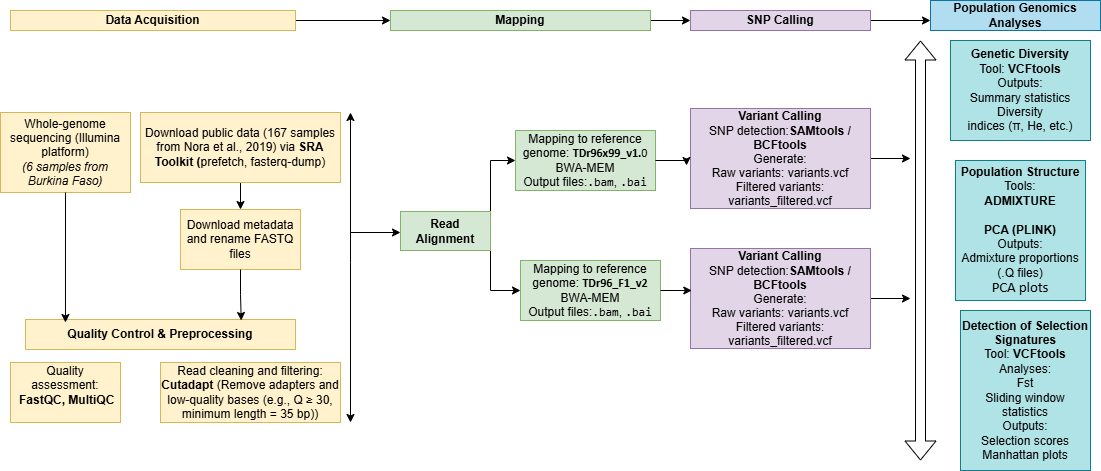 Data Acquisition
Mapping
SNP Calling
Population Genomics
Analyses
Whole-genome
sequencing (Illumina
platform)
(6 samples from
Burkina Faso)
Download public data (167 samples
from Nora et al., 2019) via SRA
Toolkit (prefetch, fasterq-dump)
Download metadata
and rename FASTQ
files
Quality Control & Preprocessing
Quality
assessment:
FastQC, MultiQC
Read cleaning and filtering:
Cutadapt (Remove adapters and
low-quality bases (e.g., Q ≥ 30,
minimum length = 35 bp))
Read
Alignment
Mapping to reference
genome: TDr96x99_v1.0
BWA-MEM
Output files:.bam, .bai
Mapping to reference
genome: TDr96_F1_v2
BWA-MEM
Output files:.bam, .bai
Variant Calling
SNP detection: SAMtools /
BCFtools
Generate:
Raw variants: variants.vcf
Filtered variants:
variants_filtered.vcf
Variant Calling
SNP detection: SAMtools /
BCFtools
Generate:
Raw variants: variants.vcf
Filtered variants:
variants_filtered.vcf
Genetic Diversity
Tool: VCFtools
Outputs:
Summary statistics
Diversity
indices (π, He, etc.)
Population Structure
Tools:
ADMIXTURE
PCA (PLINK)
Outputs:
Admixture proportions
(.Q files)
PCA plots
Detection of Selection
Signatures
Tool: VCFtools
Analyses:
Fst
Sliding window
statistics
Outputs:
Selection scores
Manhattan plots